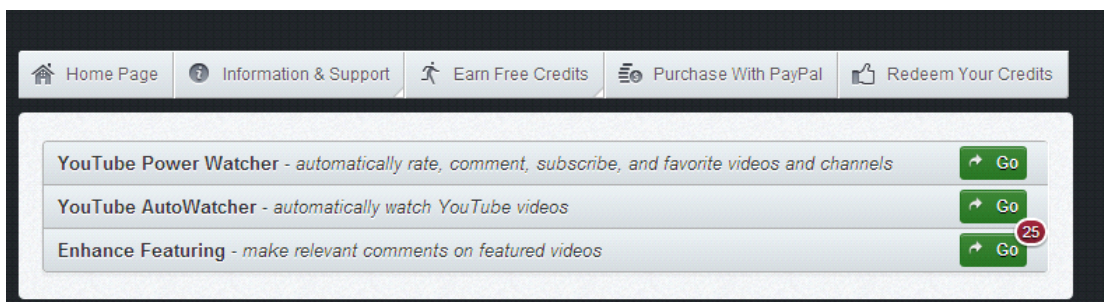 Home Page Information & Support Earn Free Credits Purchase With PayPal Redeem Your Credits
YouTube Power Watcher - automatically rate, comment, subscribe, and favorite videos and channels Go
YouTube AutoWatcher - automatically watch YouTube videos Go
25
Enhance Featuring - make relevant comments on featured videos Go